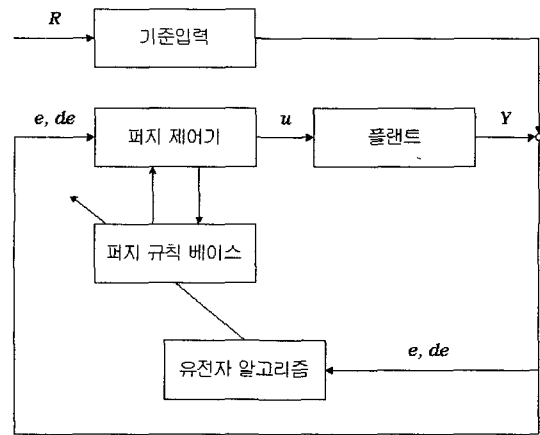 R
기준입력
e, de
퍼지 제어기
u
플랜트
Y
퍼지 규칙 베이스
유전자 알고리즘
e, de